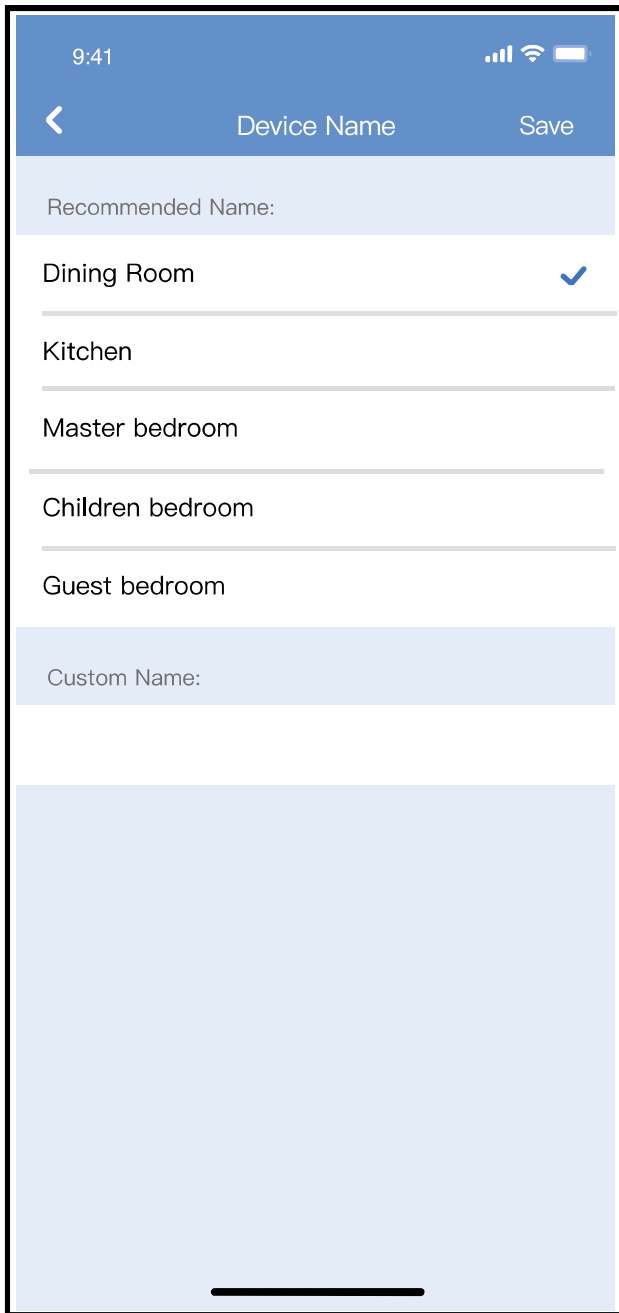 9:41
Device Name Save
Recommended Name:
Dining Room
Kitchen
Master bedroom
Children bedroom
Guest bedroom
Custom Name: